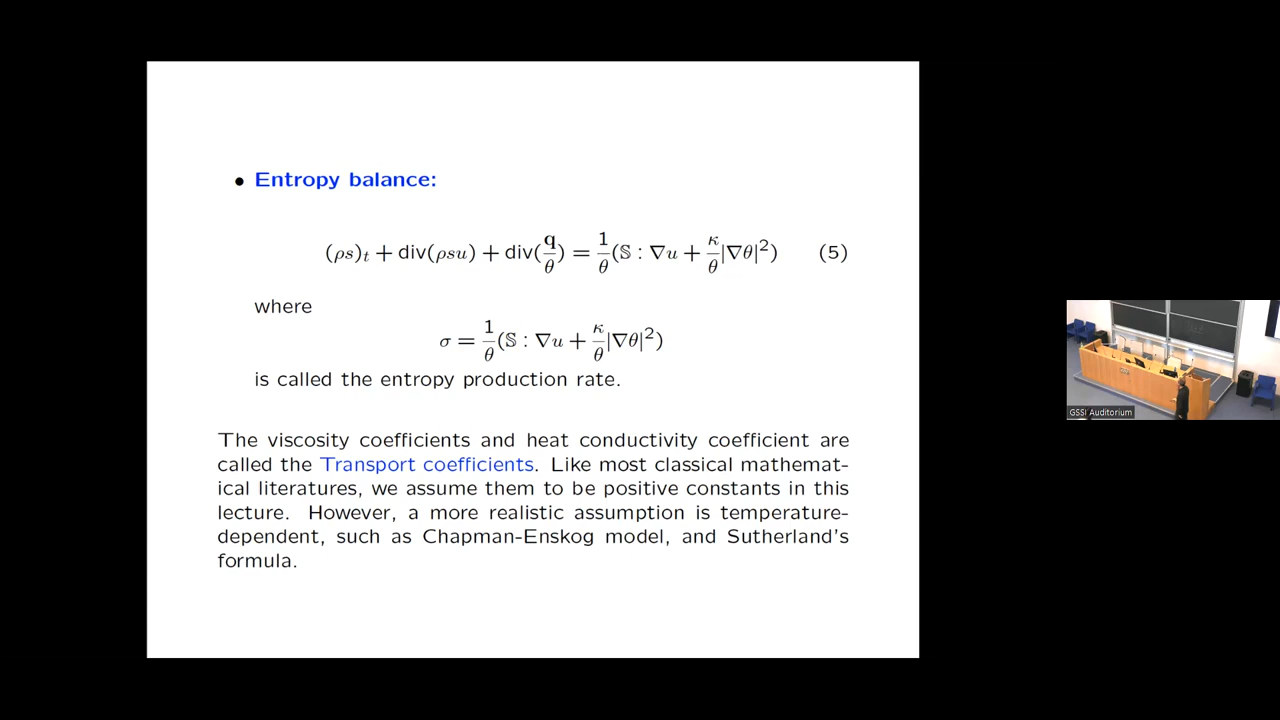 • Entropy balance:
(ρs)_t + div(ρsu) + div(q/θ) = 1/θ(𝕊 : ∇u + κ/θ|∇θ|²) (5)
where
σ = 1/θ(𝕊 : ∇u + κ/θ|∇θ|²)
is called the entropy production rate.
The viscosity coefficients and heat conductivity coefficient are
called the Transport coefficients. Like most classical mathemat-
ical literatures, we assume them to be positive constants in this
lecture. However, a more realistic assumption is temperature-
dependent, such as Chapman-Enskog model, and Sutherland's
formula.
GSSI Auditorium